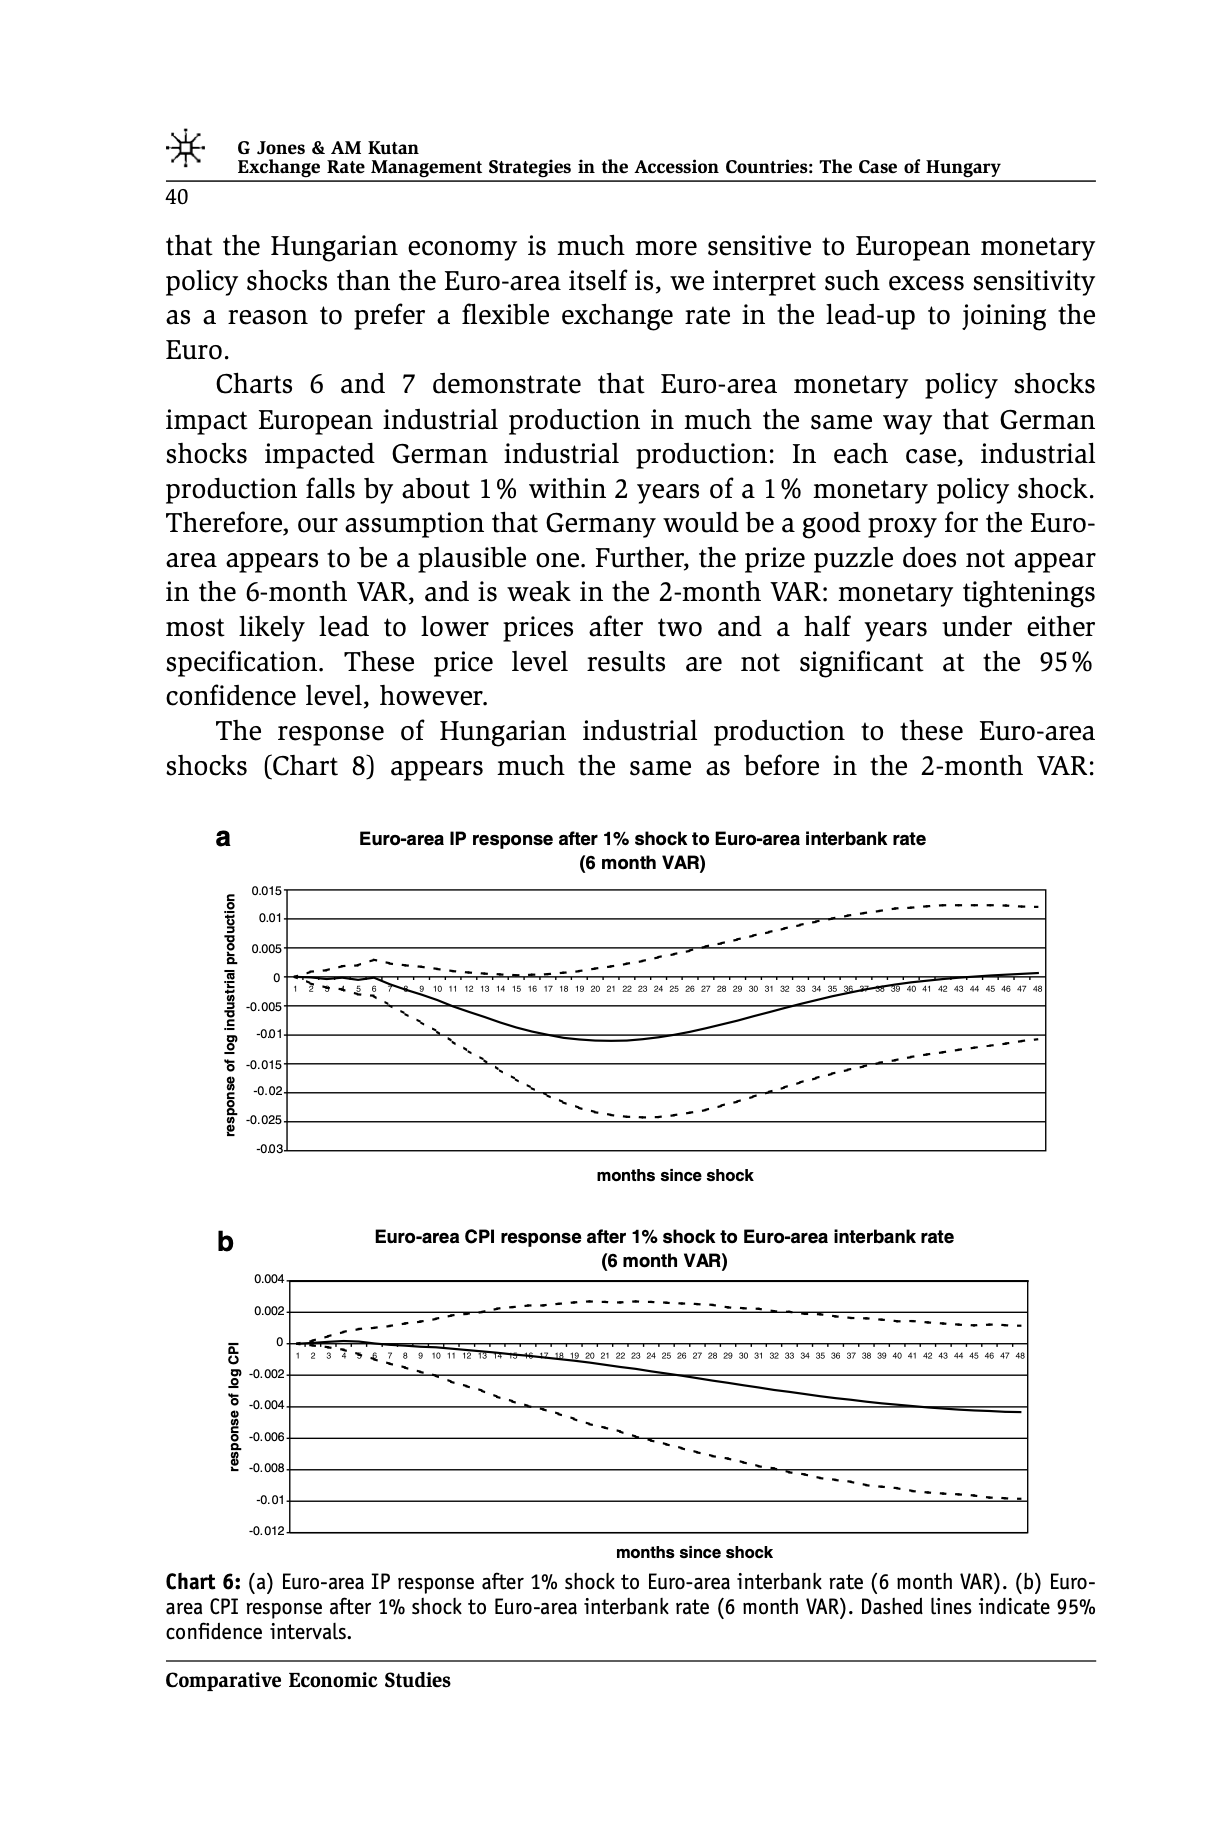 G Jones & AM Kutan
Exchange Rate Management Strategies in the Accession Countries: The Case of Hungary
40
that the Hungarian economy is much more sensitive to European monetary
policy shocks than the Euro-area itself is, we interpret such excess sensitivity
as a reason to prefer a flexible exchange rate in the lead-up to joining the
Euro.
Charts 6 and 7 demonstrate that Euro-area monetary policy shocks
impact European industrial production in much the same way that German
shocks impacted German industrial production: In each case, industrial
production falls by about 1% within 2 years of a 1% monetary policy shock.
Therefore, our assumption that Germany would be a good proxy for the Euro-
area appears to be a plausible one. Further, the prize puzzle does not appear
in the 6-month VAR, and is weak in the 2-month VAR: monetary tightenings
most likely lead to lower prices after two and a half years under either
specification. These price level results are not significant at the 95%
confidence level, however.
The response of Hungarian industrial production to these Euro-area
shocks (Chart 8) appears much the same as before in the 2-month VAR:
a
Euro-area IP response after 1% shock to Euro-area interbank rate
(6 month VAR)
response of log industrial production
0.015
0.01
0.005
0
-0.005
-0.01
-0.015
-0.02
-0.025
-0.03
1 2 3 4 5 6 7 8 9 10 11 12 13 14 15 16 17 18 19 20 21 22 23 24 25 26 27 28 29 30 31 32 33 34 35 36 37 38 39 40 41 42 43 44 45 46 47 48
months since shock
b
Euro-area CPI response after 1% shock to Euro-area interbank rate
(6 month VAR)
response of log CPI
0.004
0.002
0
-0.002
-0.004
-0.006
-0.008
-0.01
-0.012
1 2 3 4 5 6 7 8 9 10 11 12 13 14 15 16 17 18 19 20 21 22 23 24 25 26 27 28 29 30 31 32 33 34 35 36 37 38 39 40 41 42 43 44 45 46 47 48
months since shock
Chart 6: (a) Euro-area IP response after 1% shock to Euro-area interbank rate (6 month VAR). (b) Euro-
area CPI response after 1% shock to Euro-area interbank rate (6 month VAR). Dashed lines indicate 95%
confidence intervals.
Comparative Economic Studies